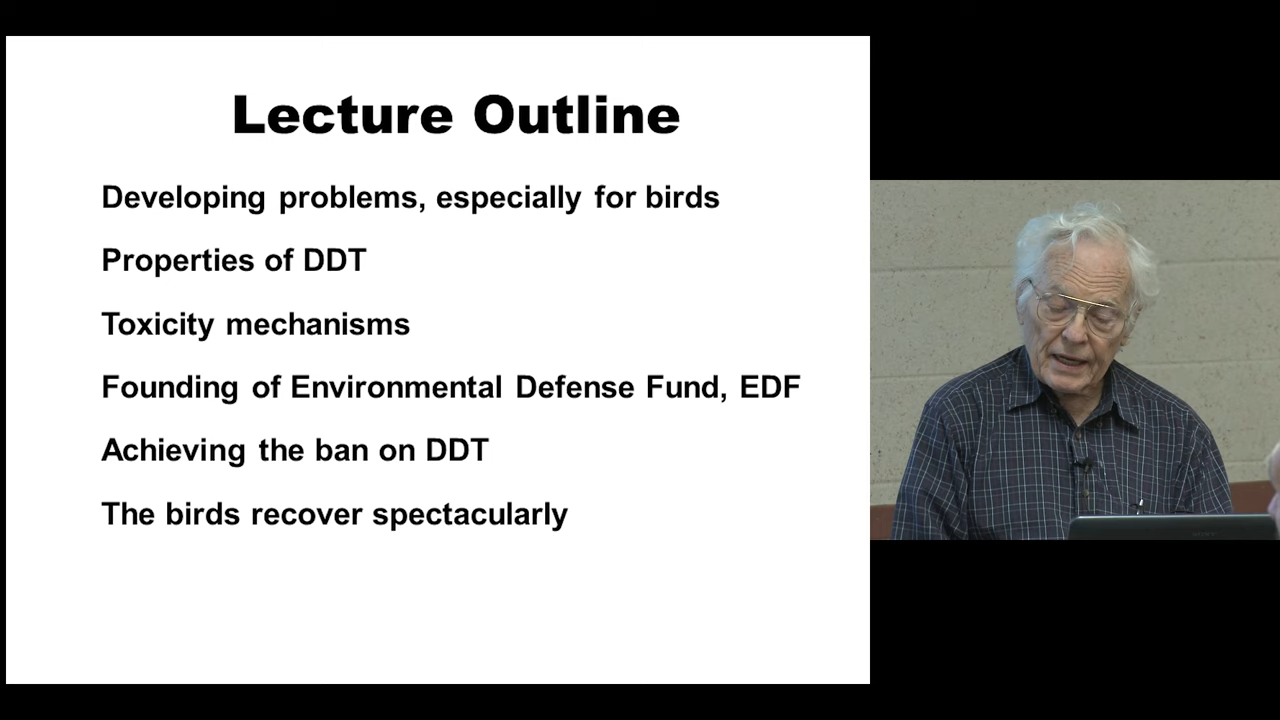 Lecture Outline
Developing problems, especially for birds
Properties of DDT
Toxicity mechanisms
Founding of Environmental Defense Fund, EDF
Achieving the ban on DDT
The birds recover spectacularly
SONY